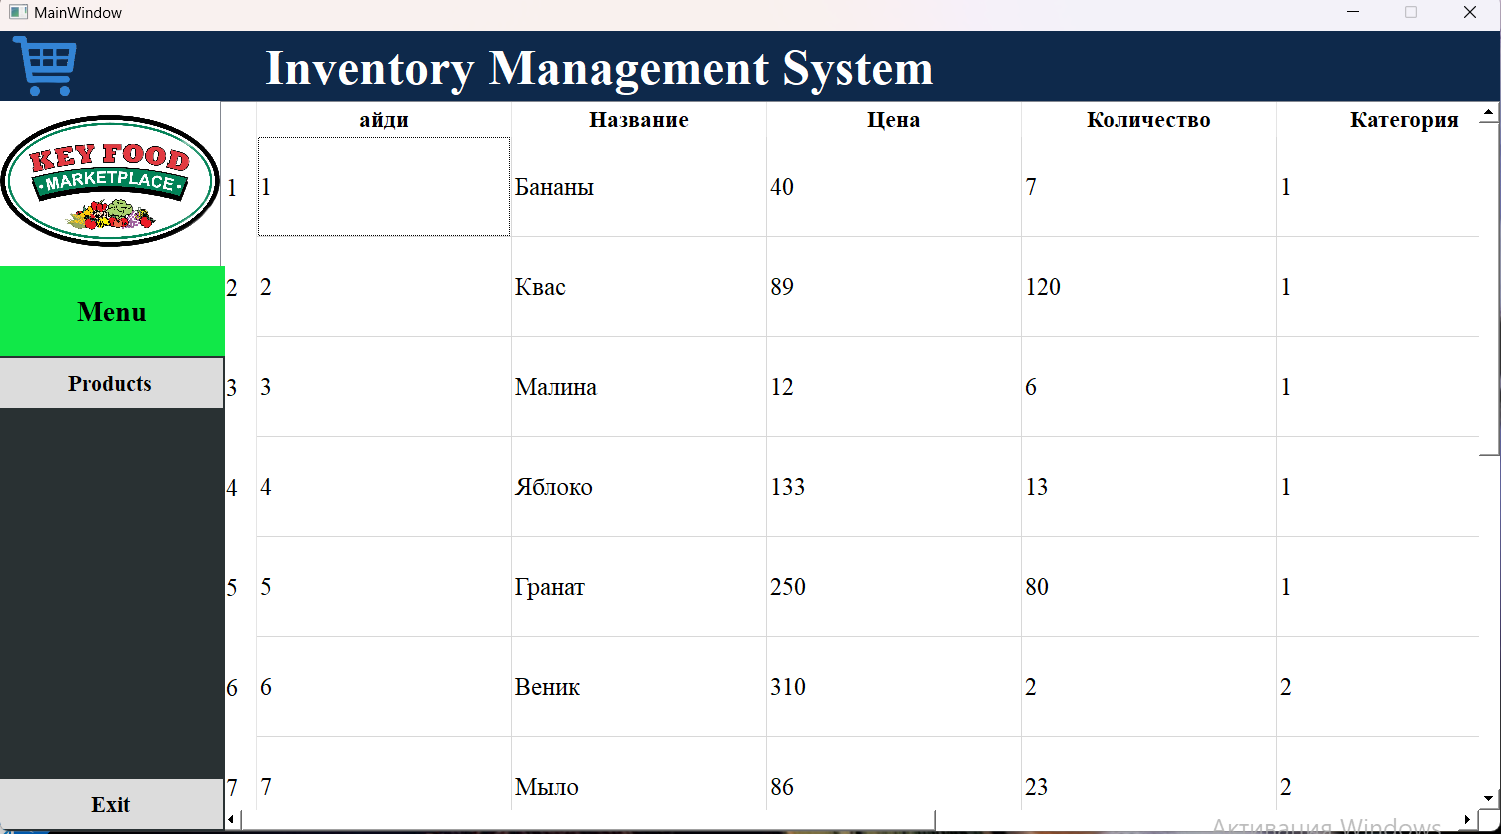 MainWindow
Inventory Management System
KEY FOOD
MARKETPLACE
Menu
Products
Exit
айди Название Цена Количество Категория
1 1 Бананы 40 7 1
2 2 Квас 89 120 1
3 3 Малина 12 6 1
4 4 Яблоко 133 13 1
5 5 Гранат 250 80 1
6 6 Веник 310 2 2
7 7 Мыло 86 23 2
Активация Windows